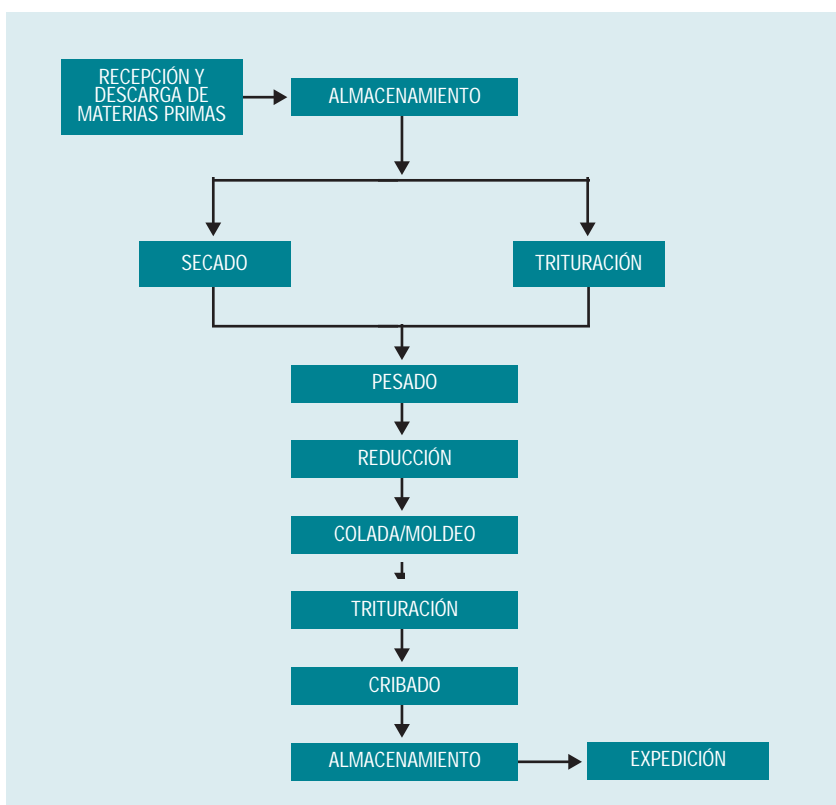 RECEPCIÓN Y
DESCARGA DE
MATERIAS PRIMAS
ALMACENAMIENTO
SECADO
TRITURACIÓN
PESADO
REDUCCIÓN
COLADA/MOLDEO
TRITURACIÓN
CRIBADO
ALMACENAMIENTO
EXPEDICIÓN